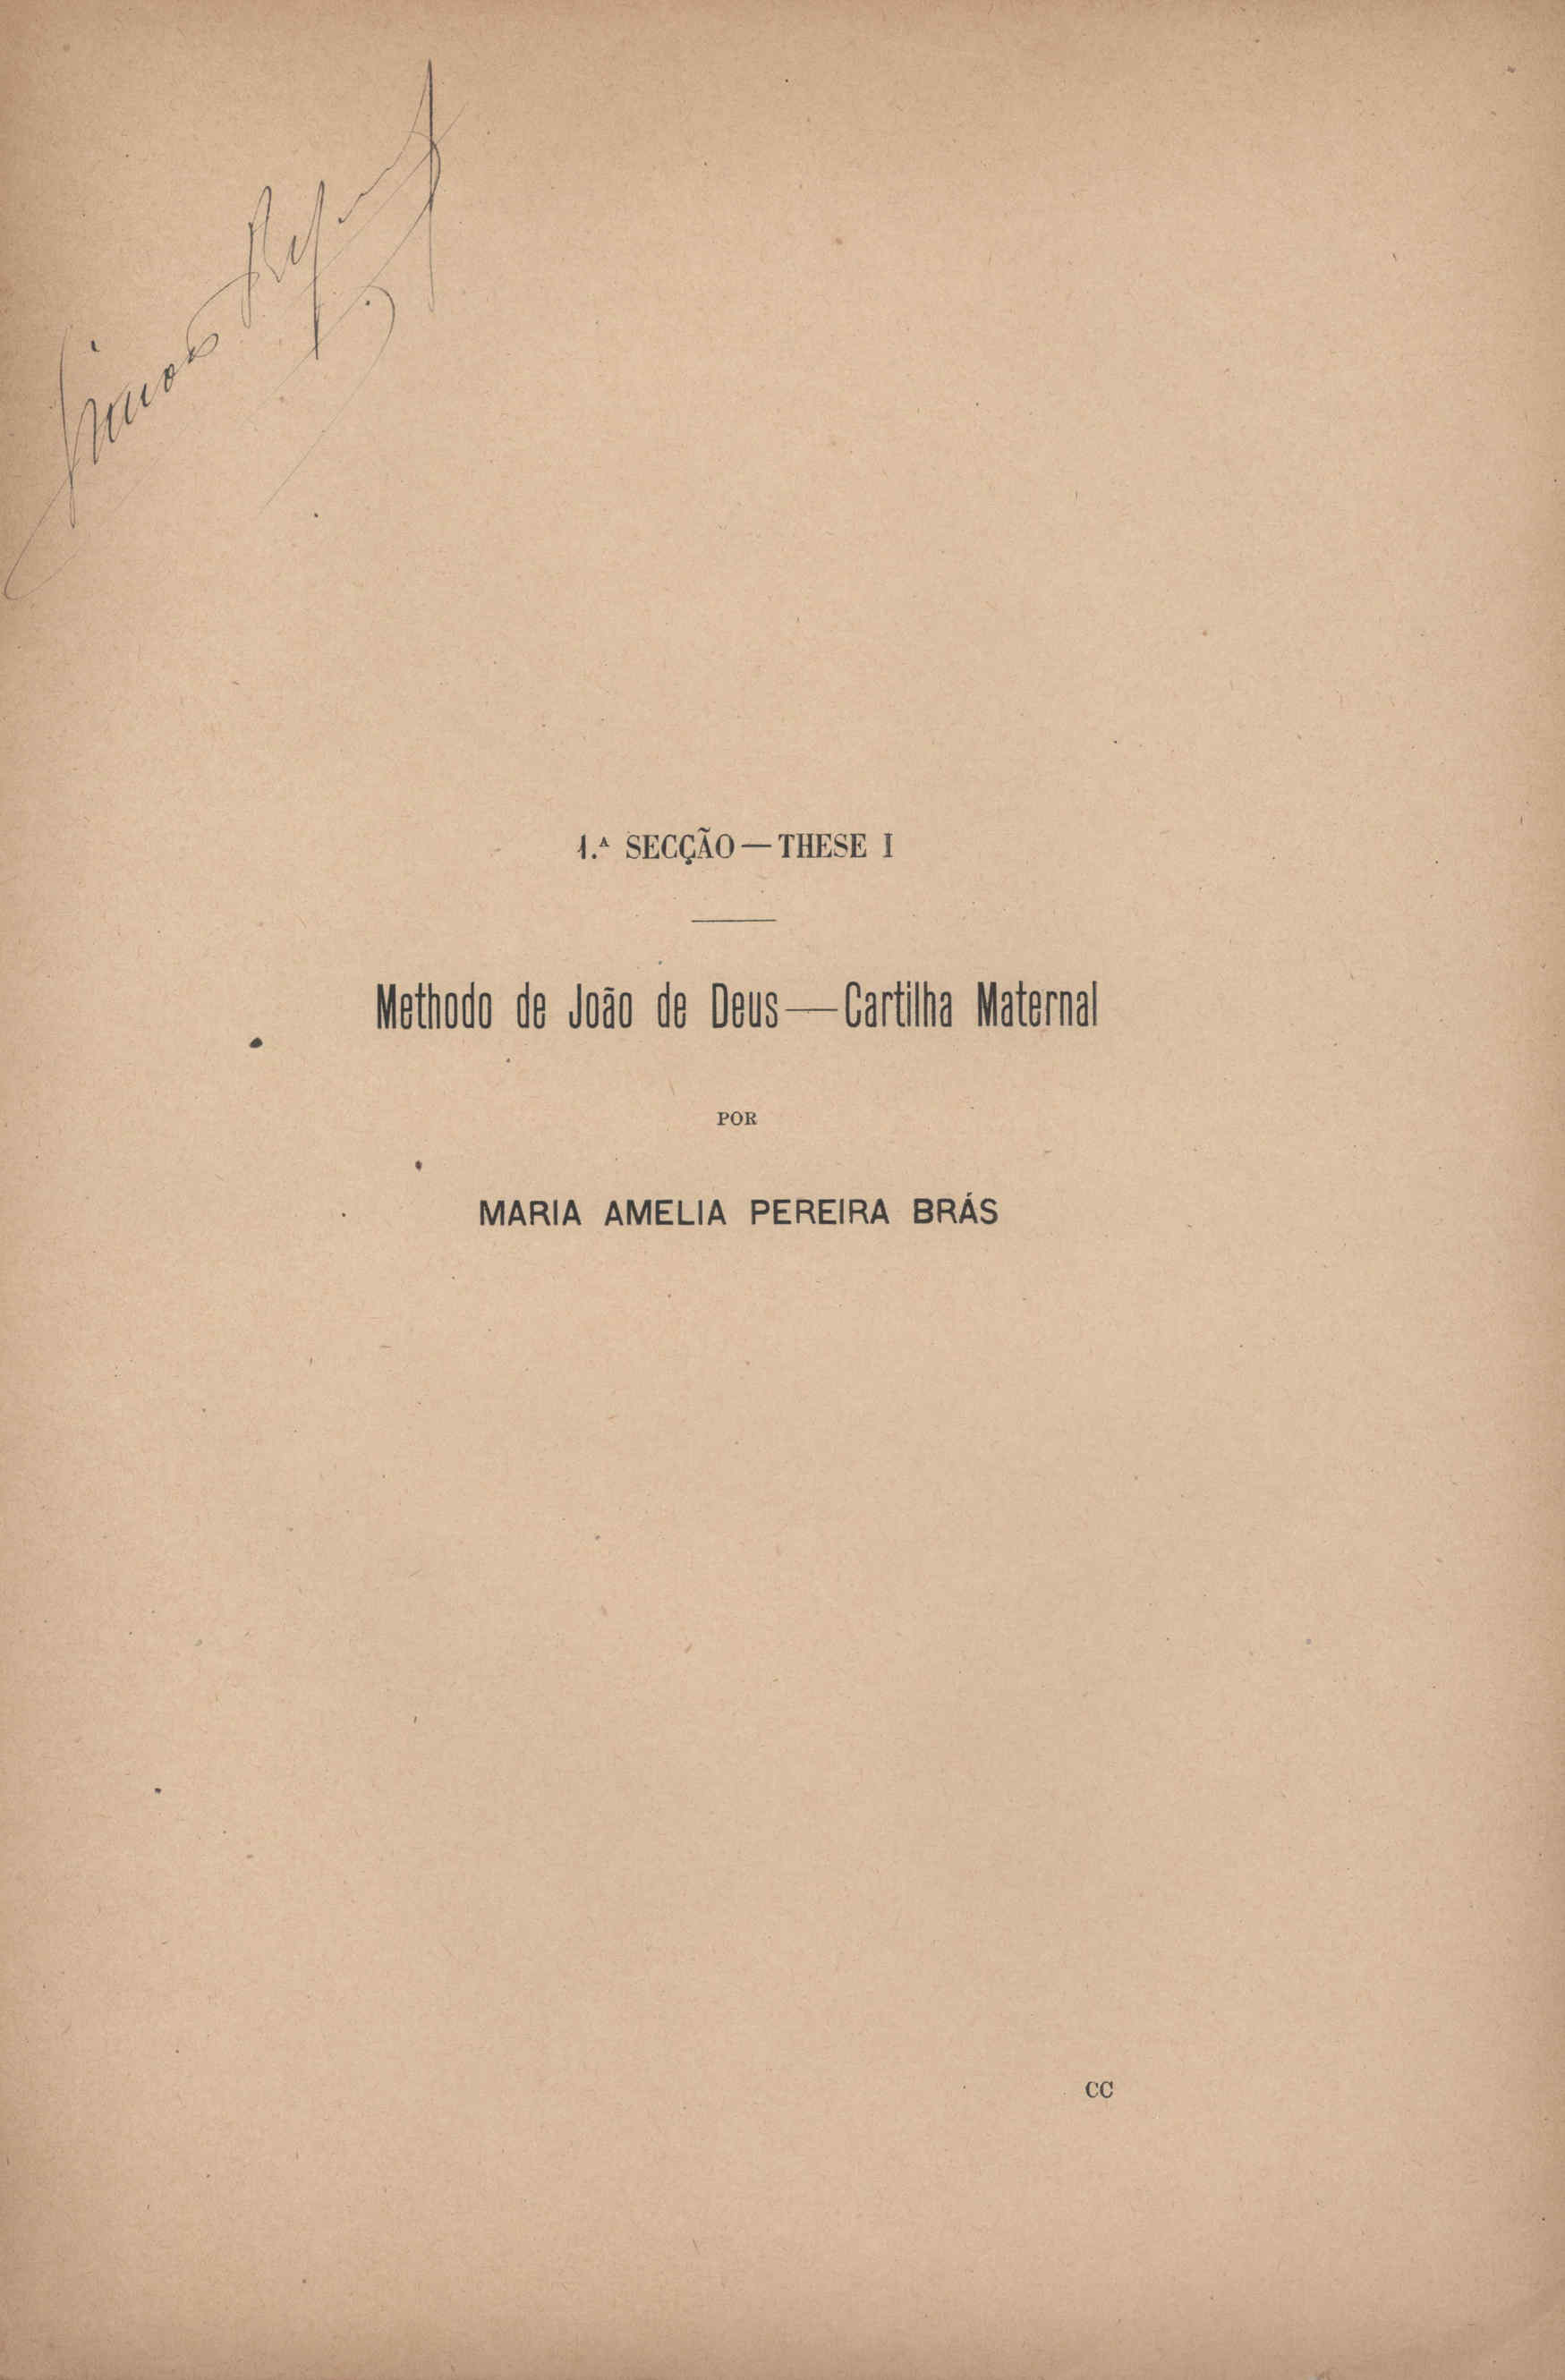 1.ᴬ SECÇÃO — THESE I
Methodo de João de Deus — Cartilha Maternal
POR
MARIA AMELIA PEREIRA BRÁS
CC